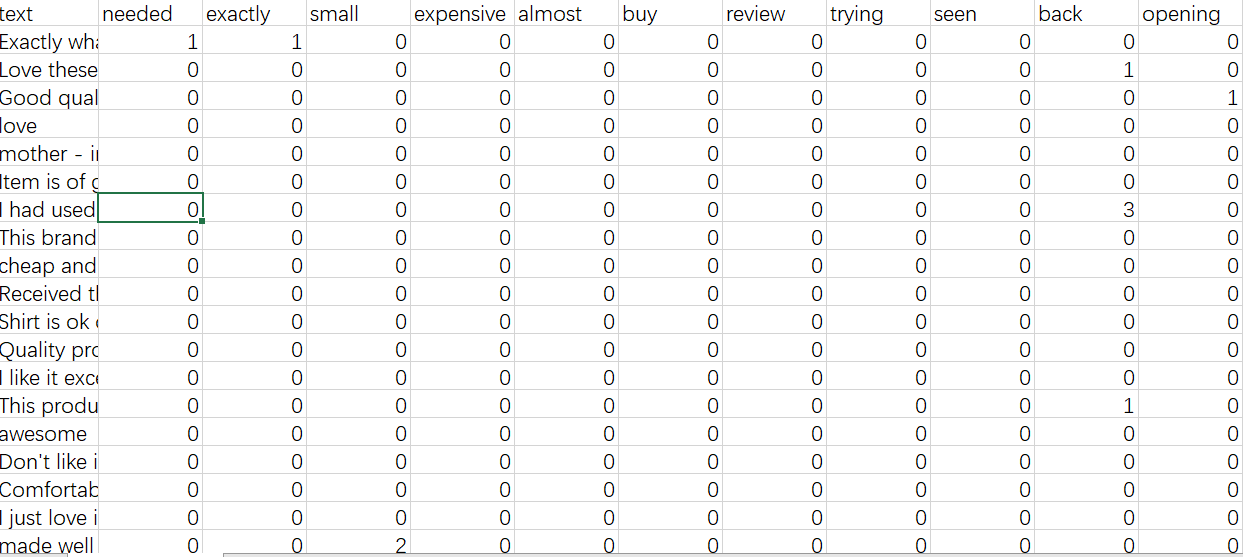 text needed exactly small expensive almost buy review trying seen back opening
Exactly wha 1 1 0 0 0 0 0 0 0 0 0
Love these 0 0 0 0 0 0 0 0 0 1 0
Good qual 0 0 0 0 0 0 0 0 0 0 1
love 0 0 0 0 0 0 0 0 0 0 0
mother - i 0 0 0 0 0 0 0 0 0 0 0
Item is of g 0 0 0 0 0 0 0 0 0 0 0
I had used 0 0 0 0 0 0 0 0 0 3 0
This brand 0 0 0 0 0 0 0 0 0 0 0
cheap and 0 0 0 0 0 0 0 0 0 0 0
Received th 0 0 0 0 0 0 0 0 0 0 0
Shirt is ok 0 0 0 0 0 0 0 0 0 0 0
Quality pro 0 0 0 0 0 0 0 0 0 0 0
I like it exce 0 0 0 0 0 0 0 0 0 0 0
This produ 0 0 0 0 0 0 0 0 0 1 0
awesome 0 0 0 0 0 0 0 0 0 0 0
Don't like i 0 0 0 0 0 0 0 0 0 0 0
Comfortab 0 0 0 0 0 0 0 0 0 0 0
I just love i 0 0 0 0 0 0 0 0 0 0 0
made well 0 0 2 0 0 0 0 0 0 0 0